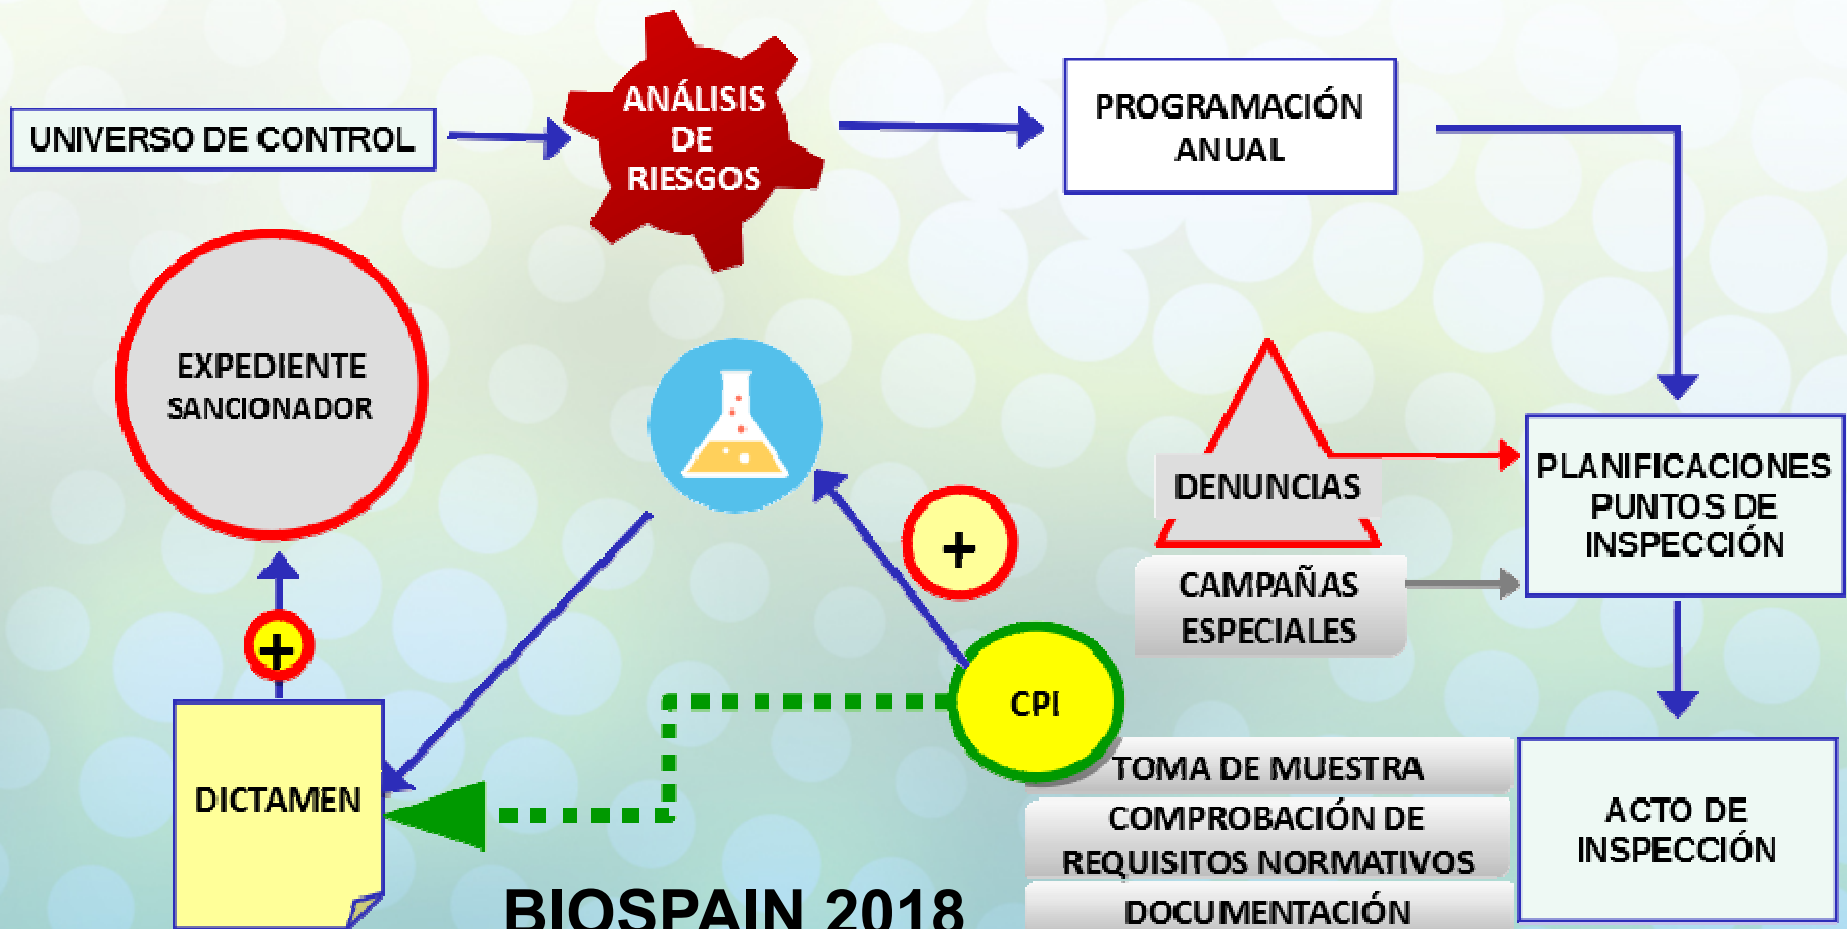 UNIVERSO DE CONTROL
ANÁLISIS
DE
RIESGOS
PROGRAMACIÓN
ANUAL
EXPEDIENTE
SANCIONADOR
DENUNCIAS
CAMPAÑAS
ESPECIALES
PLANIFICACIONES
PUNTOS DE
INSPECCIÓN
+
+
CPI
DICTAMEN
TOMA DE MUESTRA
COMPROBACIÓN DE
REQUISITOS NORMATIVOS
DOCUMENTACIÓN
ACTO DE
INSPECCIÓN
BIOSPAIN 2018